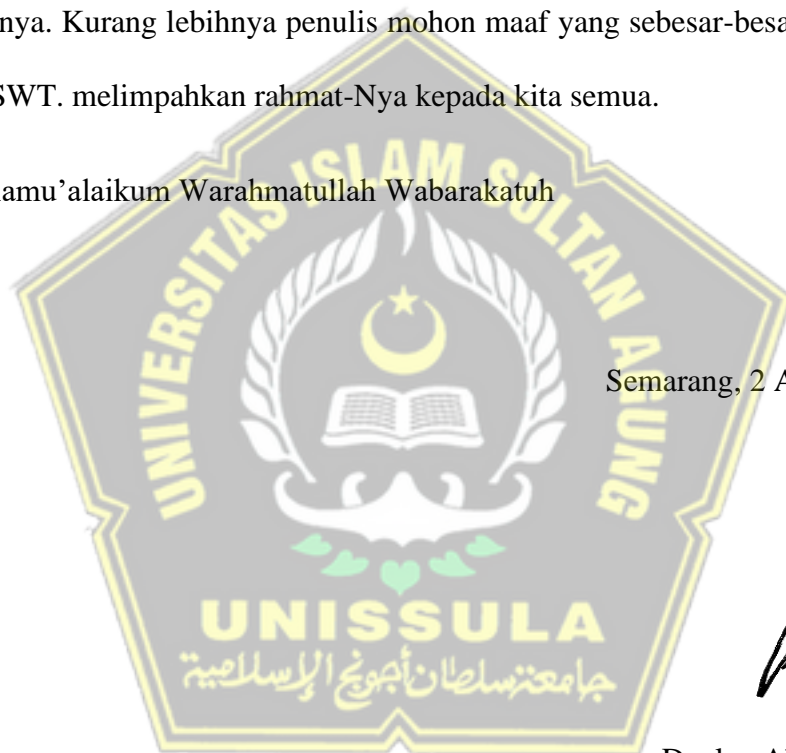 nya. Kurang lebihnya penulis mohon maaf yang sebesar-besa
SWT. melimpahkan rahmat-Nya kepada kita semua.
lamu’alaikum Warahmatullah Wabarakatuh
UNIVERSITAS ISLAM SULTAN AGUNG
Semarang, 2 A
UNISSULA
جامعة سلطان أجونج الإسلامية